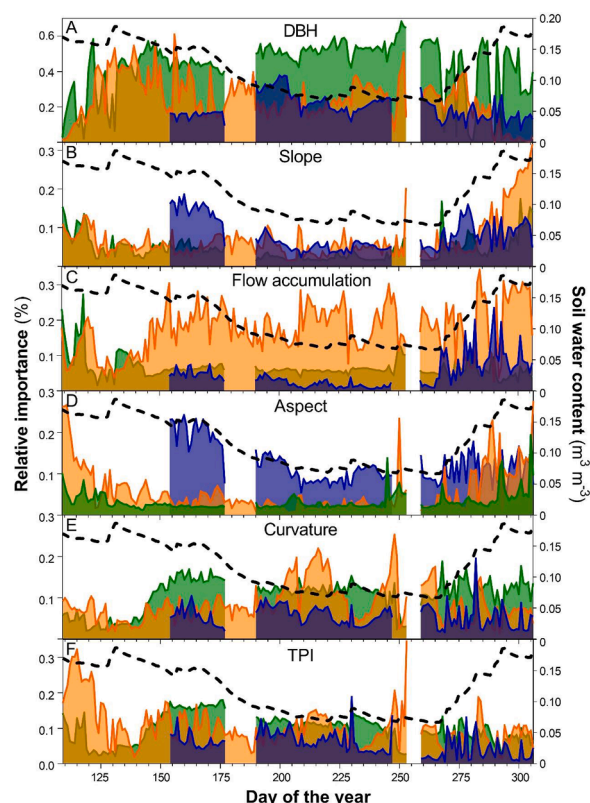 A
DBH
0.6
0.4
0.2
0.20
0.15
0.10
0.05
0
B
Slope
0.3
0.2
0.1
0.15
0.10
0.05
0
C
Flow accumulation
0.3
0.2
0.1
0.15
0.10
0.05
0
D
Aspect
0.3
0.2
0.1
0.15
0.10
0.05
0
E
Curvature
0.3
0.2
0.1
0.15
0.10
0.05
0
F
TPI
0.3
0.2
0.1
0.0
0.15
0.10
0.05
0
125 150 175 200 225 250 275 300
Day of the year
Relative importance (%)
Soil water content (m³ m⁻³)